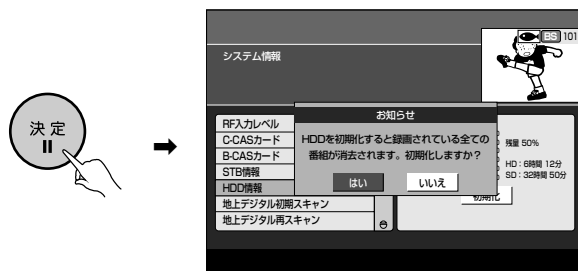 決定
システム情報
BS 101
お知らせ
HDDを初期化すると録画されている全ての
番組が消去されます。初期化しますか？
はい
いいえ
RF入力レベル
C-CASカード
B-CASカード
STB情報
HDD情報
地上デジタル初期スキャン
地上デジタル再スキャン
残量 50%
HD：6時間 12分
SD：32時間 50分
初期化